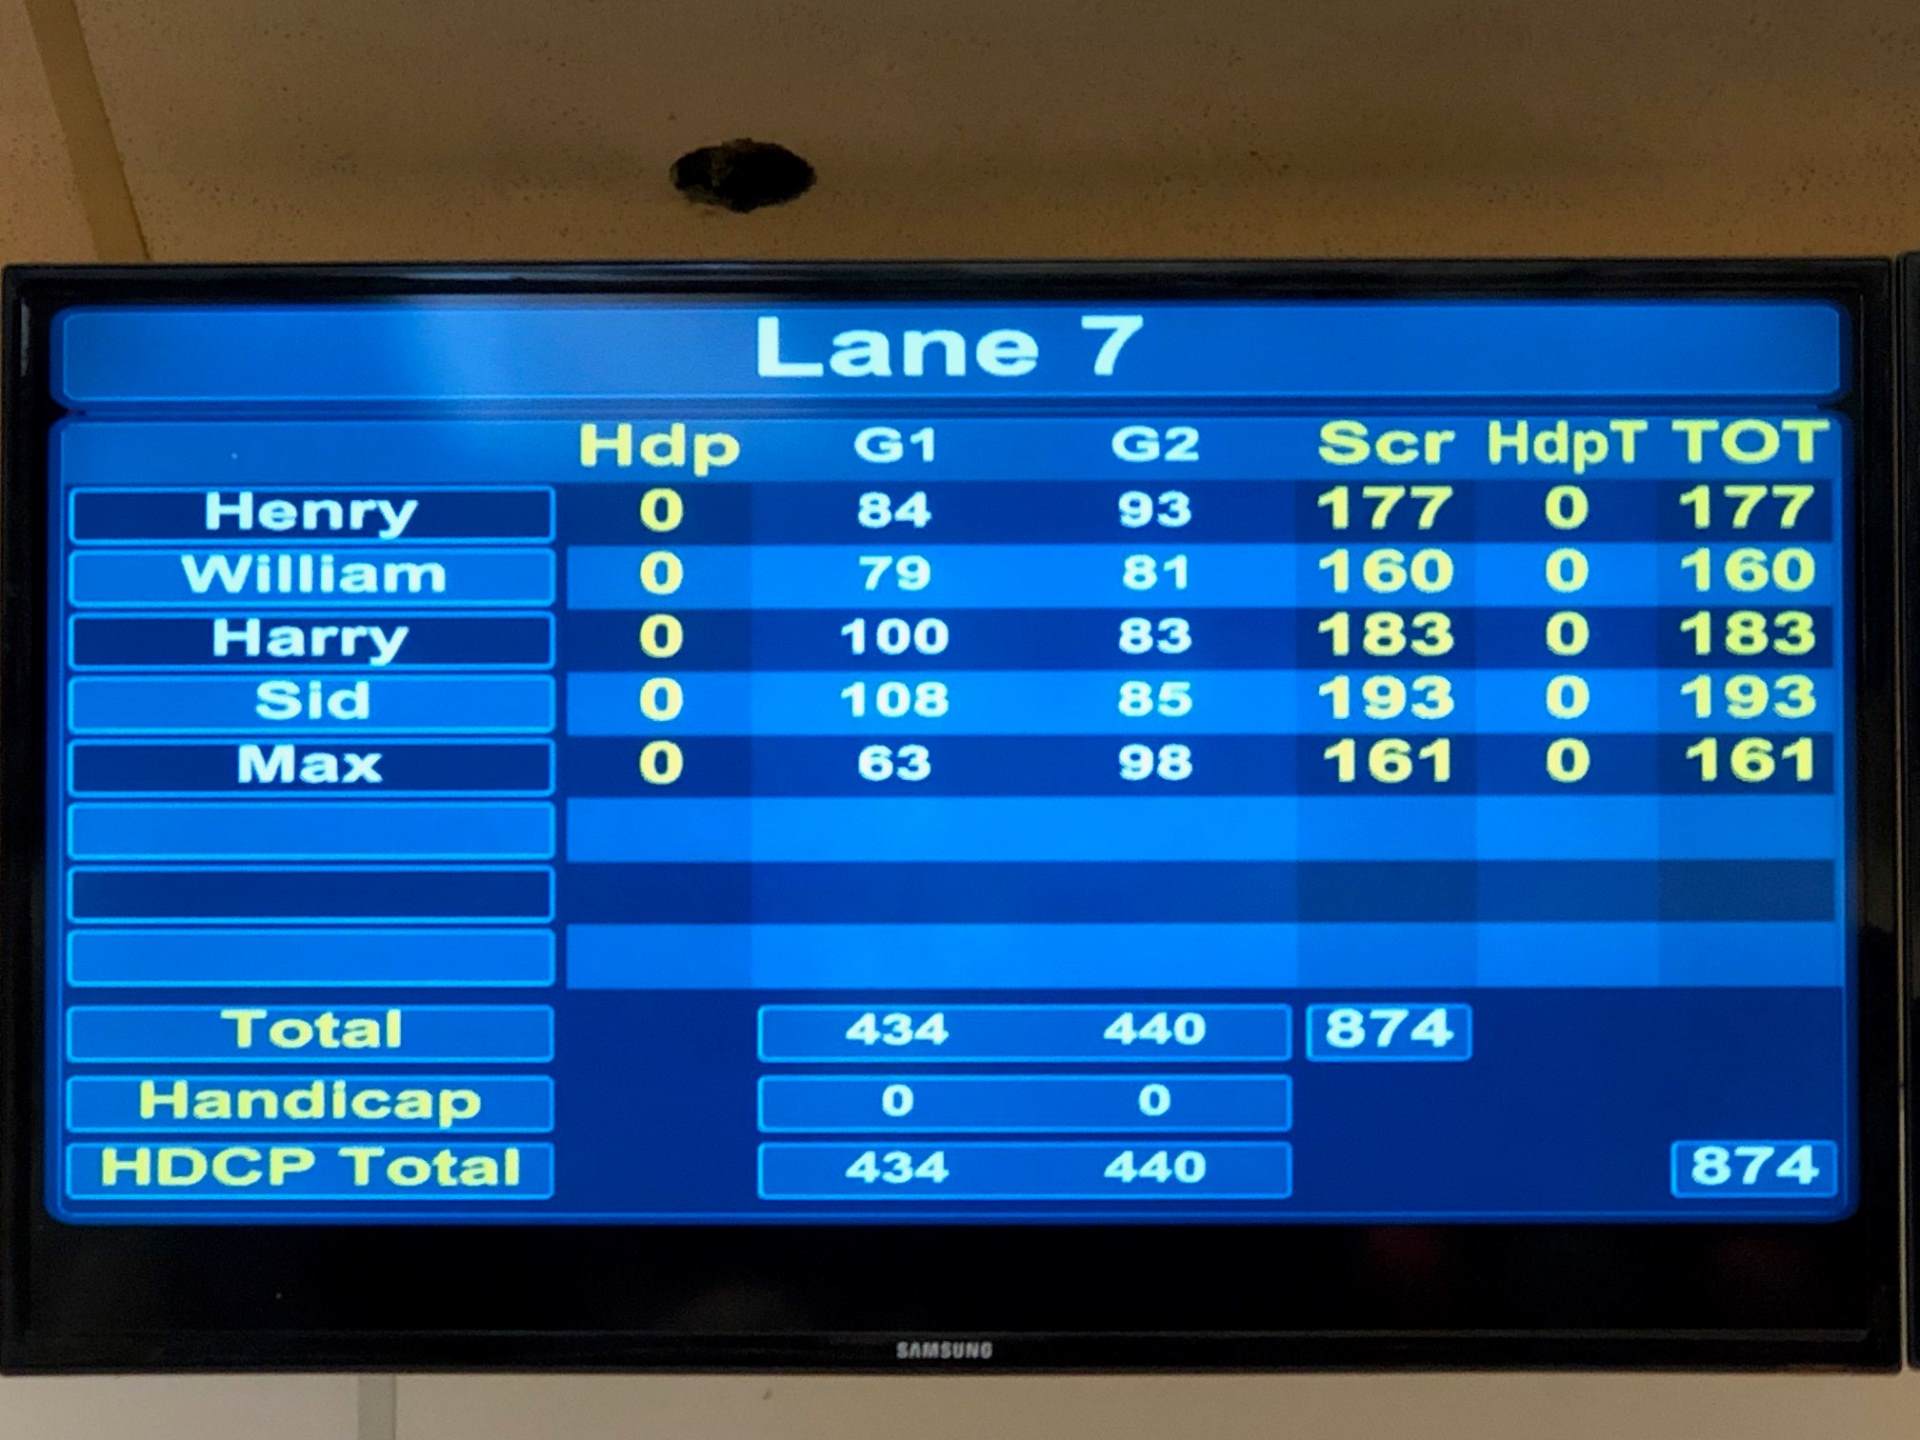 Lane 7
Hdp G1 G2 Scr HdpT TOT
Henry 0 84 93 177 0 177
William 0 79 81 160 0 160
Harry 0 100 83 183 0 183
Sid 0 108 85 193 0 193
Max 0 63 98 161 0 161
Total 434 440 874
Handicap 0 0
HDCP Total 434 440 874
SAMSUNG